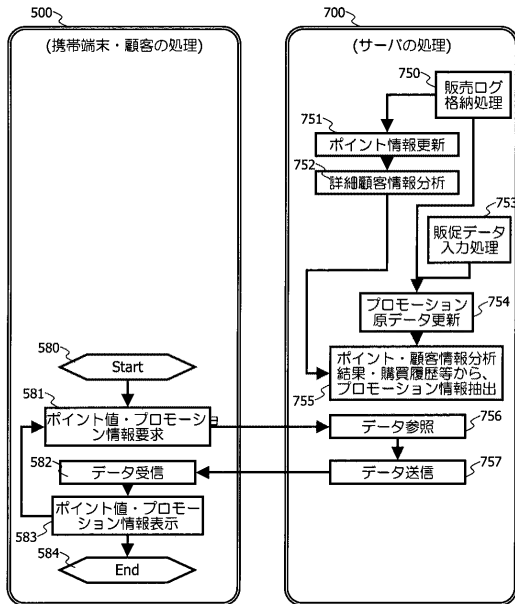 500
(携帯端末・顧客の処理)
580
Start
581
ポイント値・プロモーシ
ョン情報要求
582
データ受信
ポイント値・プロモ
ーション情報表示
583
584
End
700
(サーバの処理)
750
販売ログ
格納処理
751
ポイント情報更新
752
詳細顧客情報分析
753
販促データ
入力処理
プロモーション
原データ更新
754
ポイント・顧客情報分析
結果・購買履歴等から、
プロモーション情報抽出
755
756
データ参照
データ送信
757